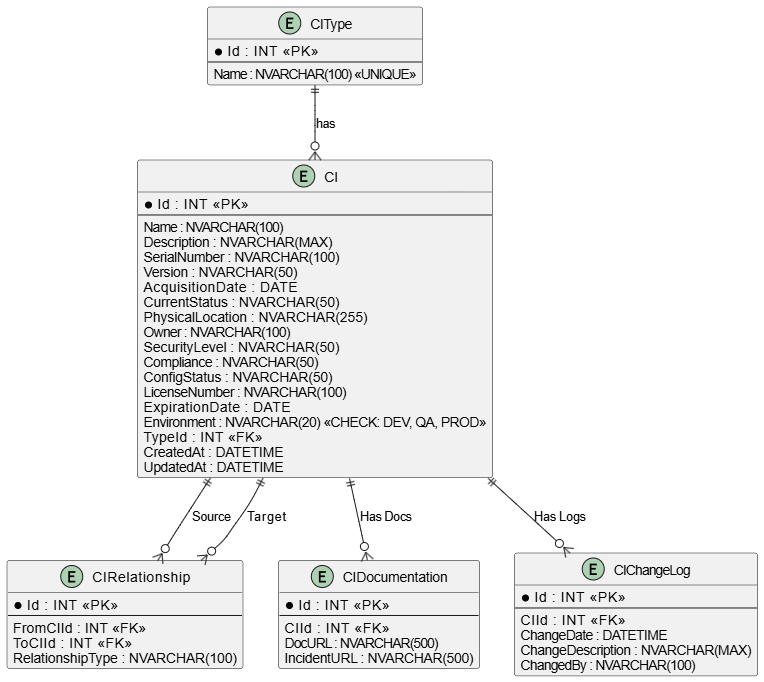 E CIType
Id : INT «PK»
Name : NVARCHAR(100) «UNIQUE»
has
E CI
Id : INT «PK»
Name : NVARCHAR(100)
Description : NVARCHAR(MAX)
SerialNumber : NVARCHAR(100)
Version : NVARCHAR(50)
AcquisitionDate : DATE
CurrentStatus : NVARCHAR(50)
PhysicalLocation : NVARCHAR(255)
Owner : NVARCHAR(100)
SecurityLevel : NVARCHAR(50)
Compliance : NVARCHAR(50)
ConfigStatus : NVARCHAR(50)
LicenseNumber : NVARCHAR(100)
ExpirationDate : DATE
Environment : NVARCHAR(20) «CHECK: DEV, QA, PROD»
TypeId : INT «FK»
CreatedAt : DATETIME
UpdatedAt : DATETIME
Source
Target
Has Docs
Has Logs
E CIRelationship
Id : INT «PK»
FromCIId : INT «FK»
ToCIId : INT «FK»
RelationshipType : NVARCHAR(100)
E CIDocumentation
Id : INT «PK»
CIId : INT «FK»
DocURL : NVARCHAR(500)
IncidentURL : NVARCHAR(500)
E CIChangeLog
Id : INT «PK»
CIId : INT «FK»
ChangeDate : DATETIME
ChangeDescription : NVARCHAR(MAX)
ChangedBy : NVARCHAR(100)